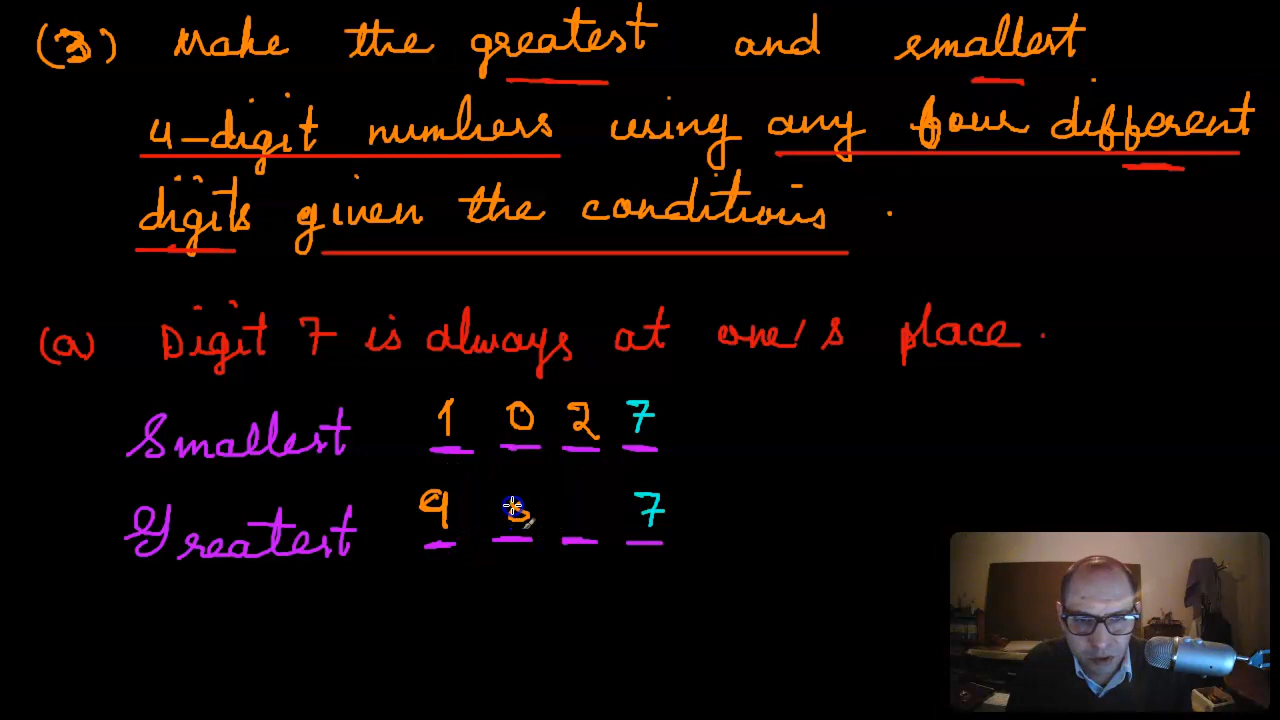 (3) Make the greatest and smallest
4-digit numbers using any four different
digits given the conditions.
(a) Digit 7 is always at one's place.
Smallest 1 0 2 7
Greatest 9 _ 7